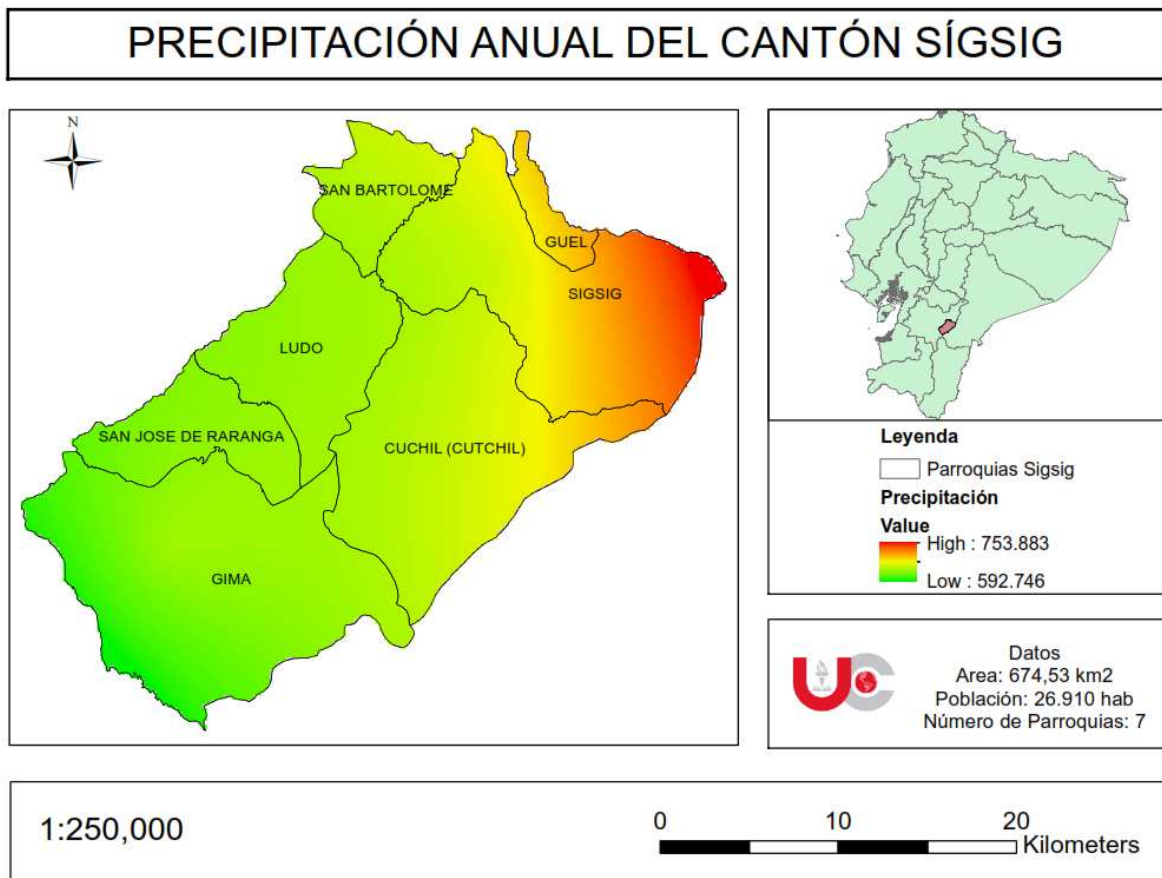 PRECIPITACIÓN ANUAL DEL CANTÓN SÍGSIG
N
SAN BARTOLOME
GUEL
SIGSIG
LUDO
SAN JOSE DE RARANGA
CUCHIL (CUTCHIL)
GIMA
Leyenda
Parroquias Sigsig
Precipitación
Value
High : 753.883
Low : 592.746
UC
Datos
Area: 674,53 km2
Población: 26.910 hab
Número de Parroquias: 7
1:250,000
0 10 20
Kilometers